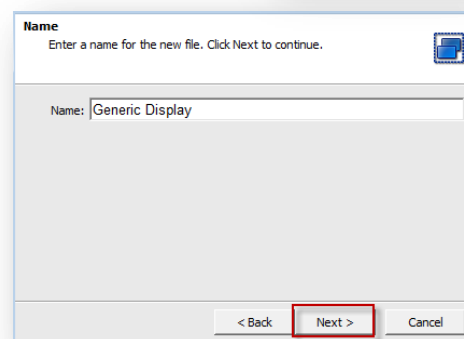 Name
Enter a name for the new file. Click Next to continue.
Name: Generic Display
< Back Next > Cancel